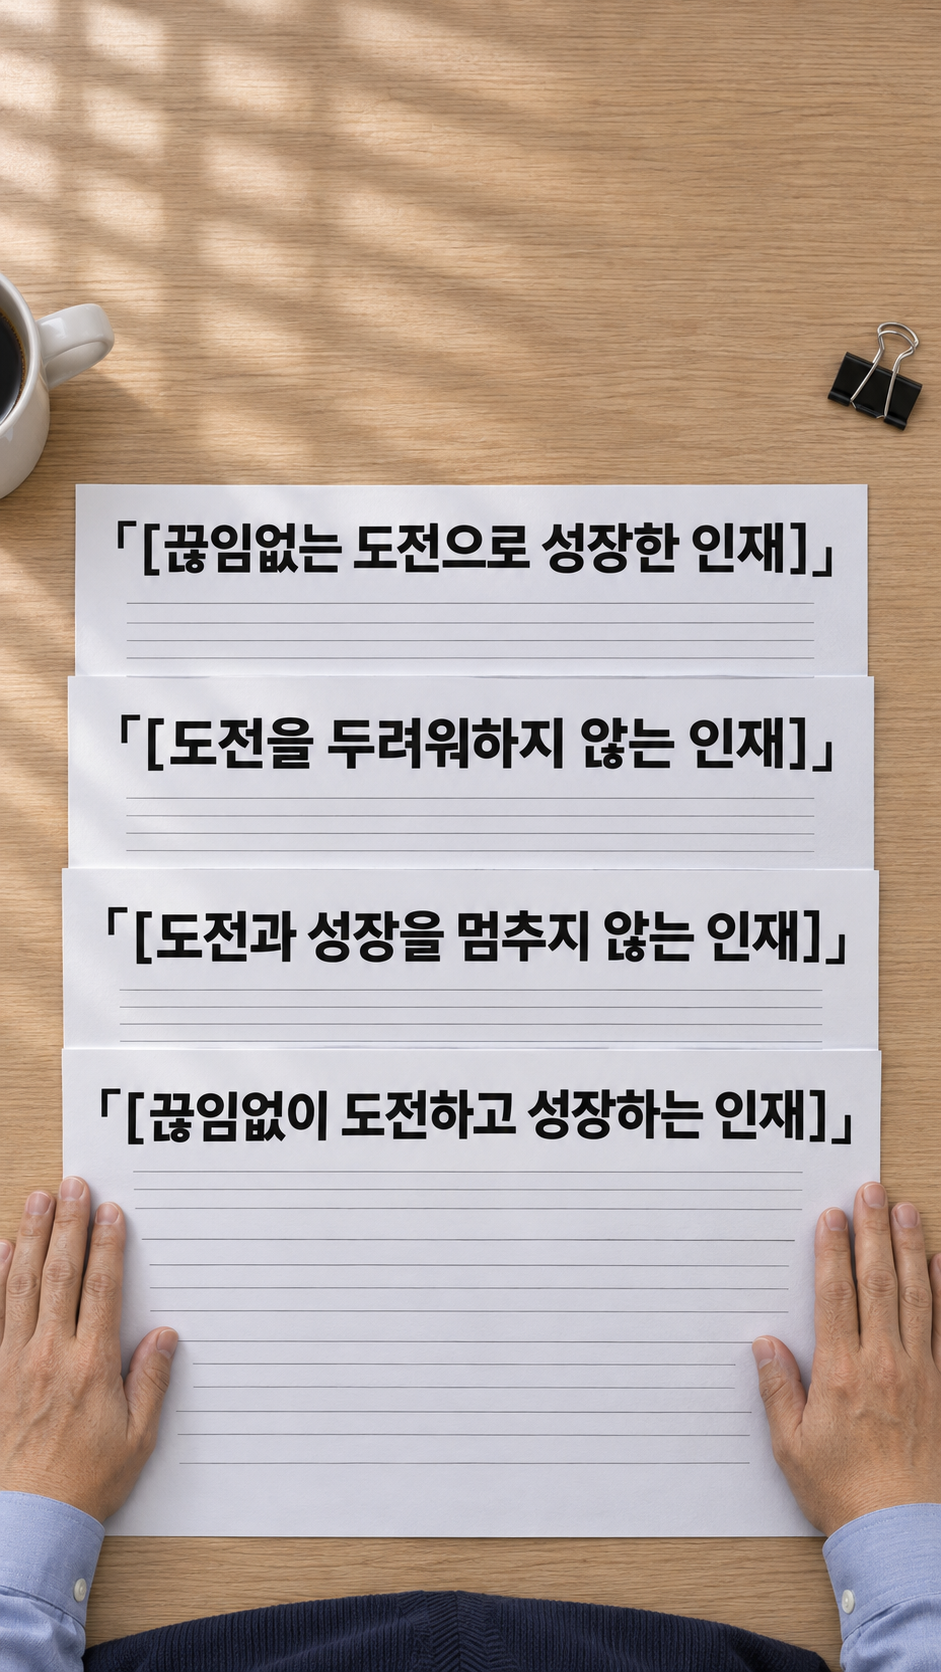 「[끊임없는 도전으로 성장한 인재]」
「[도전을 두려워하지 않는 인재]」
「[도전과 성장을 멈추지 않는 인재]」
「[끊임없이 도전하고 성장하는 인재]」